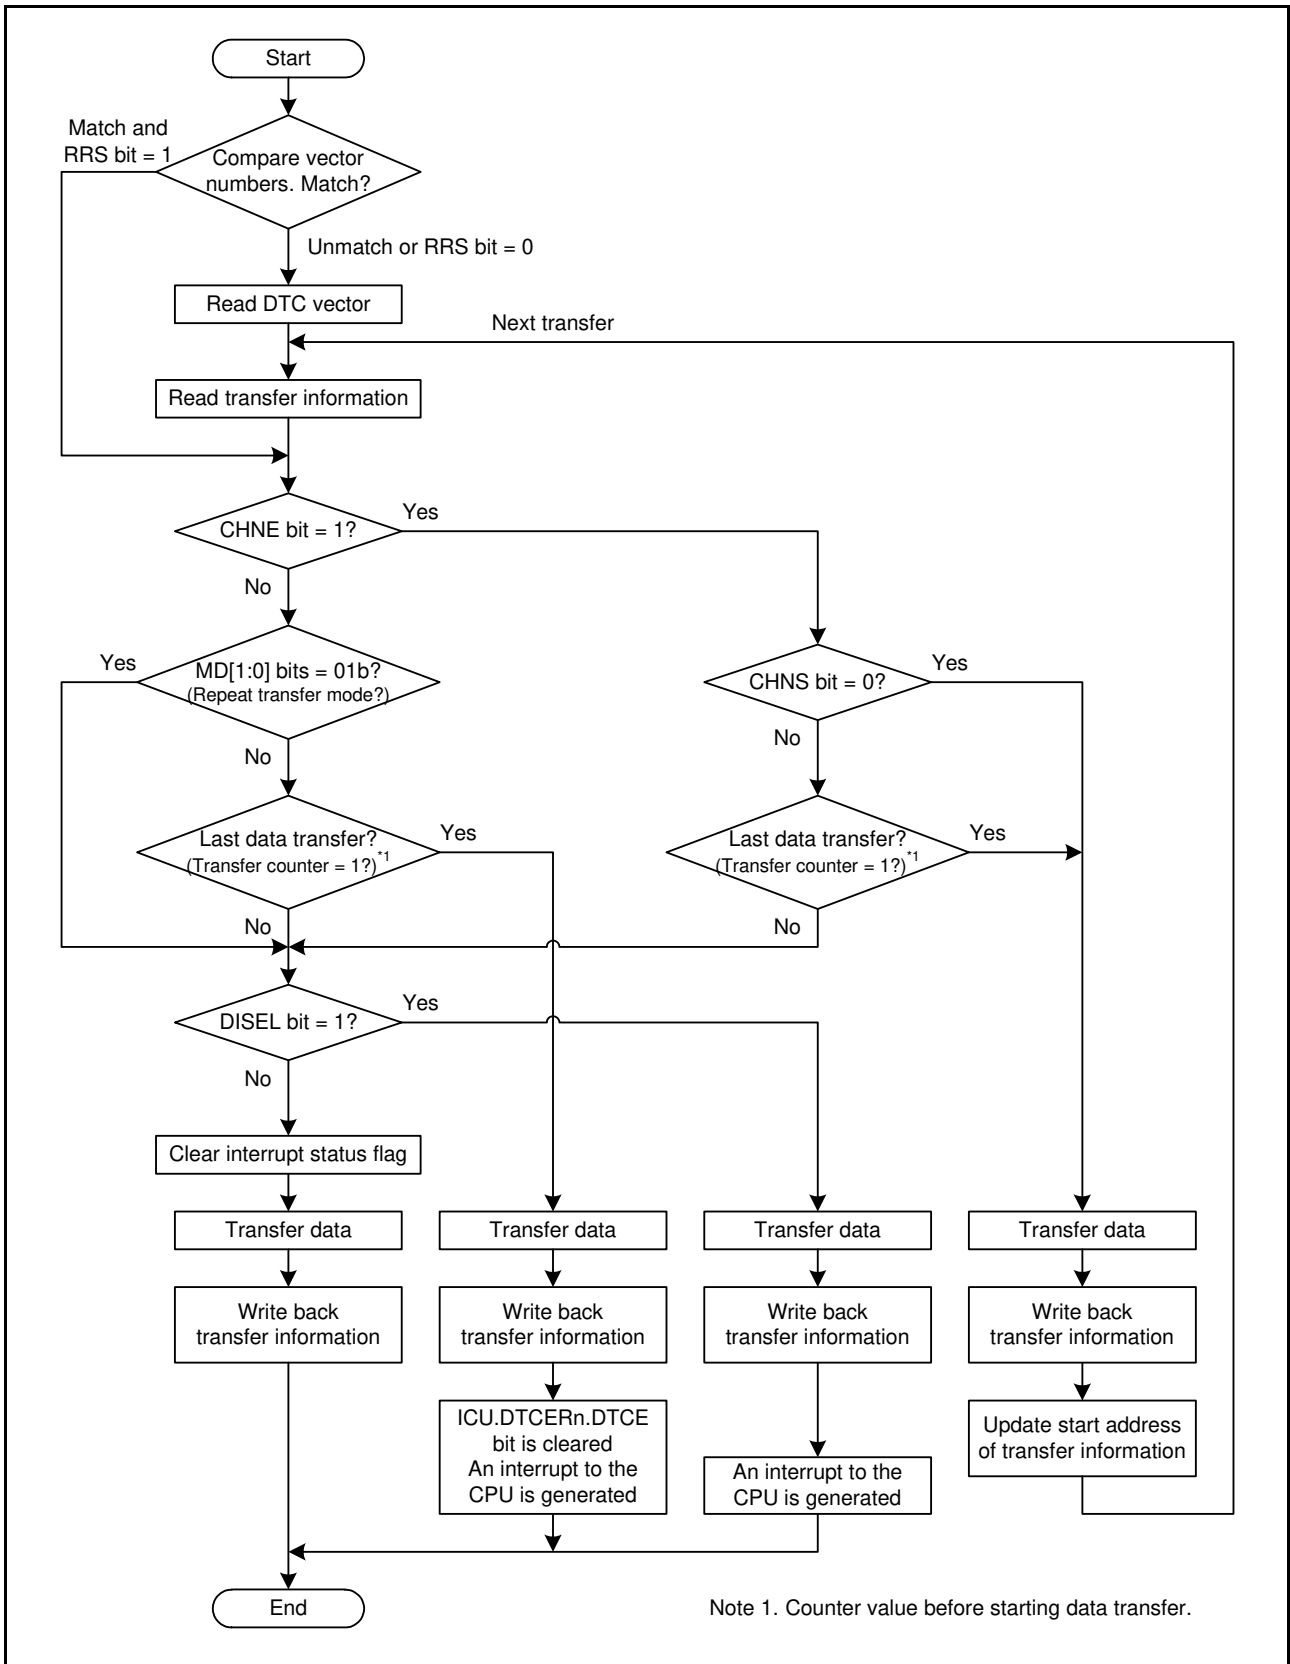 Start
Match and
RRS bit = 1
Compare vector
numbers. Match?
Unmatch or RRS bit = 0
Read DTC vector
Next transfer
Read transfer information
CHNE bit = 1?
Yes
No
Yes
MD[1:0] bits = 01b?
(Repeat transfer mode?)
CHNS bit = 0?
Yes
No
No
Last data transfer?
(Transfer counter = 1?)*1
Yes
Last data transfer?
(Transfer counter = 1?)*1
Yes
No
No
DISEL bit = 1?
Yes
No
Clear interrupt status flag
Transfer data
Transfer data
Transfer data
Transfer data
Write back
transfer information
Write back
transfer information
Write back
transfer information
Write back
transfer information
ICU.DTCERn.DTCE
bit is cleared
An interrupt to the
CPU is generated
An interrupt to the
CPU is generated
Update start address
of transfer information
End
Note 1. Counter value before starting data transfer.